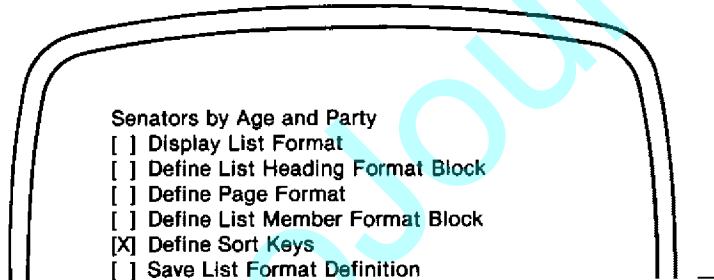 Senators by Age and Party
[ ] Display List Format
[ ] Define List Heading Format Block
[ ] Define Page Format
[ ] Define List Member Format Block
[X] Define Sort Keys
[ ] Save List Format Definition